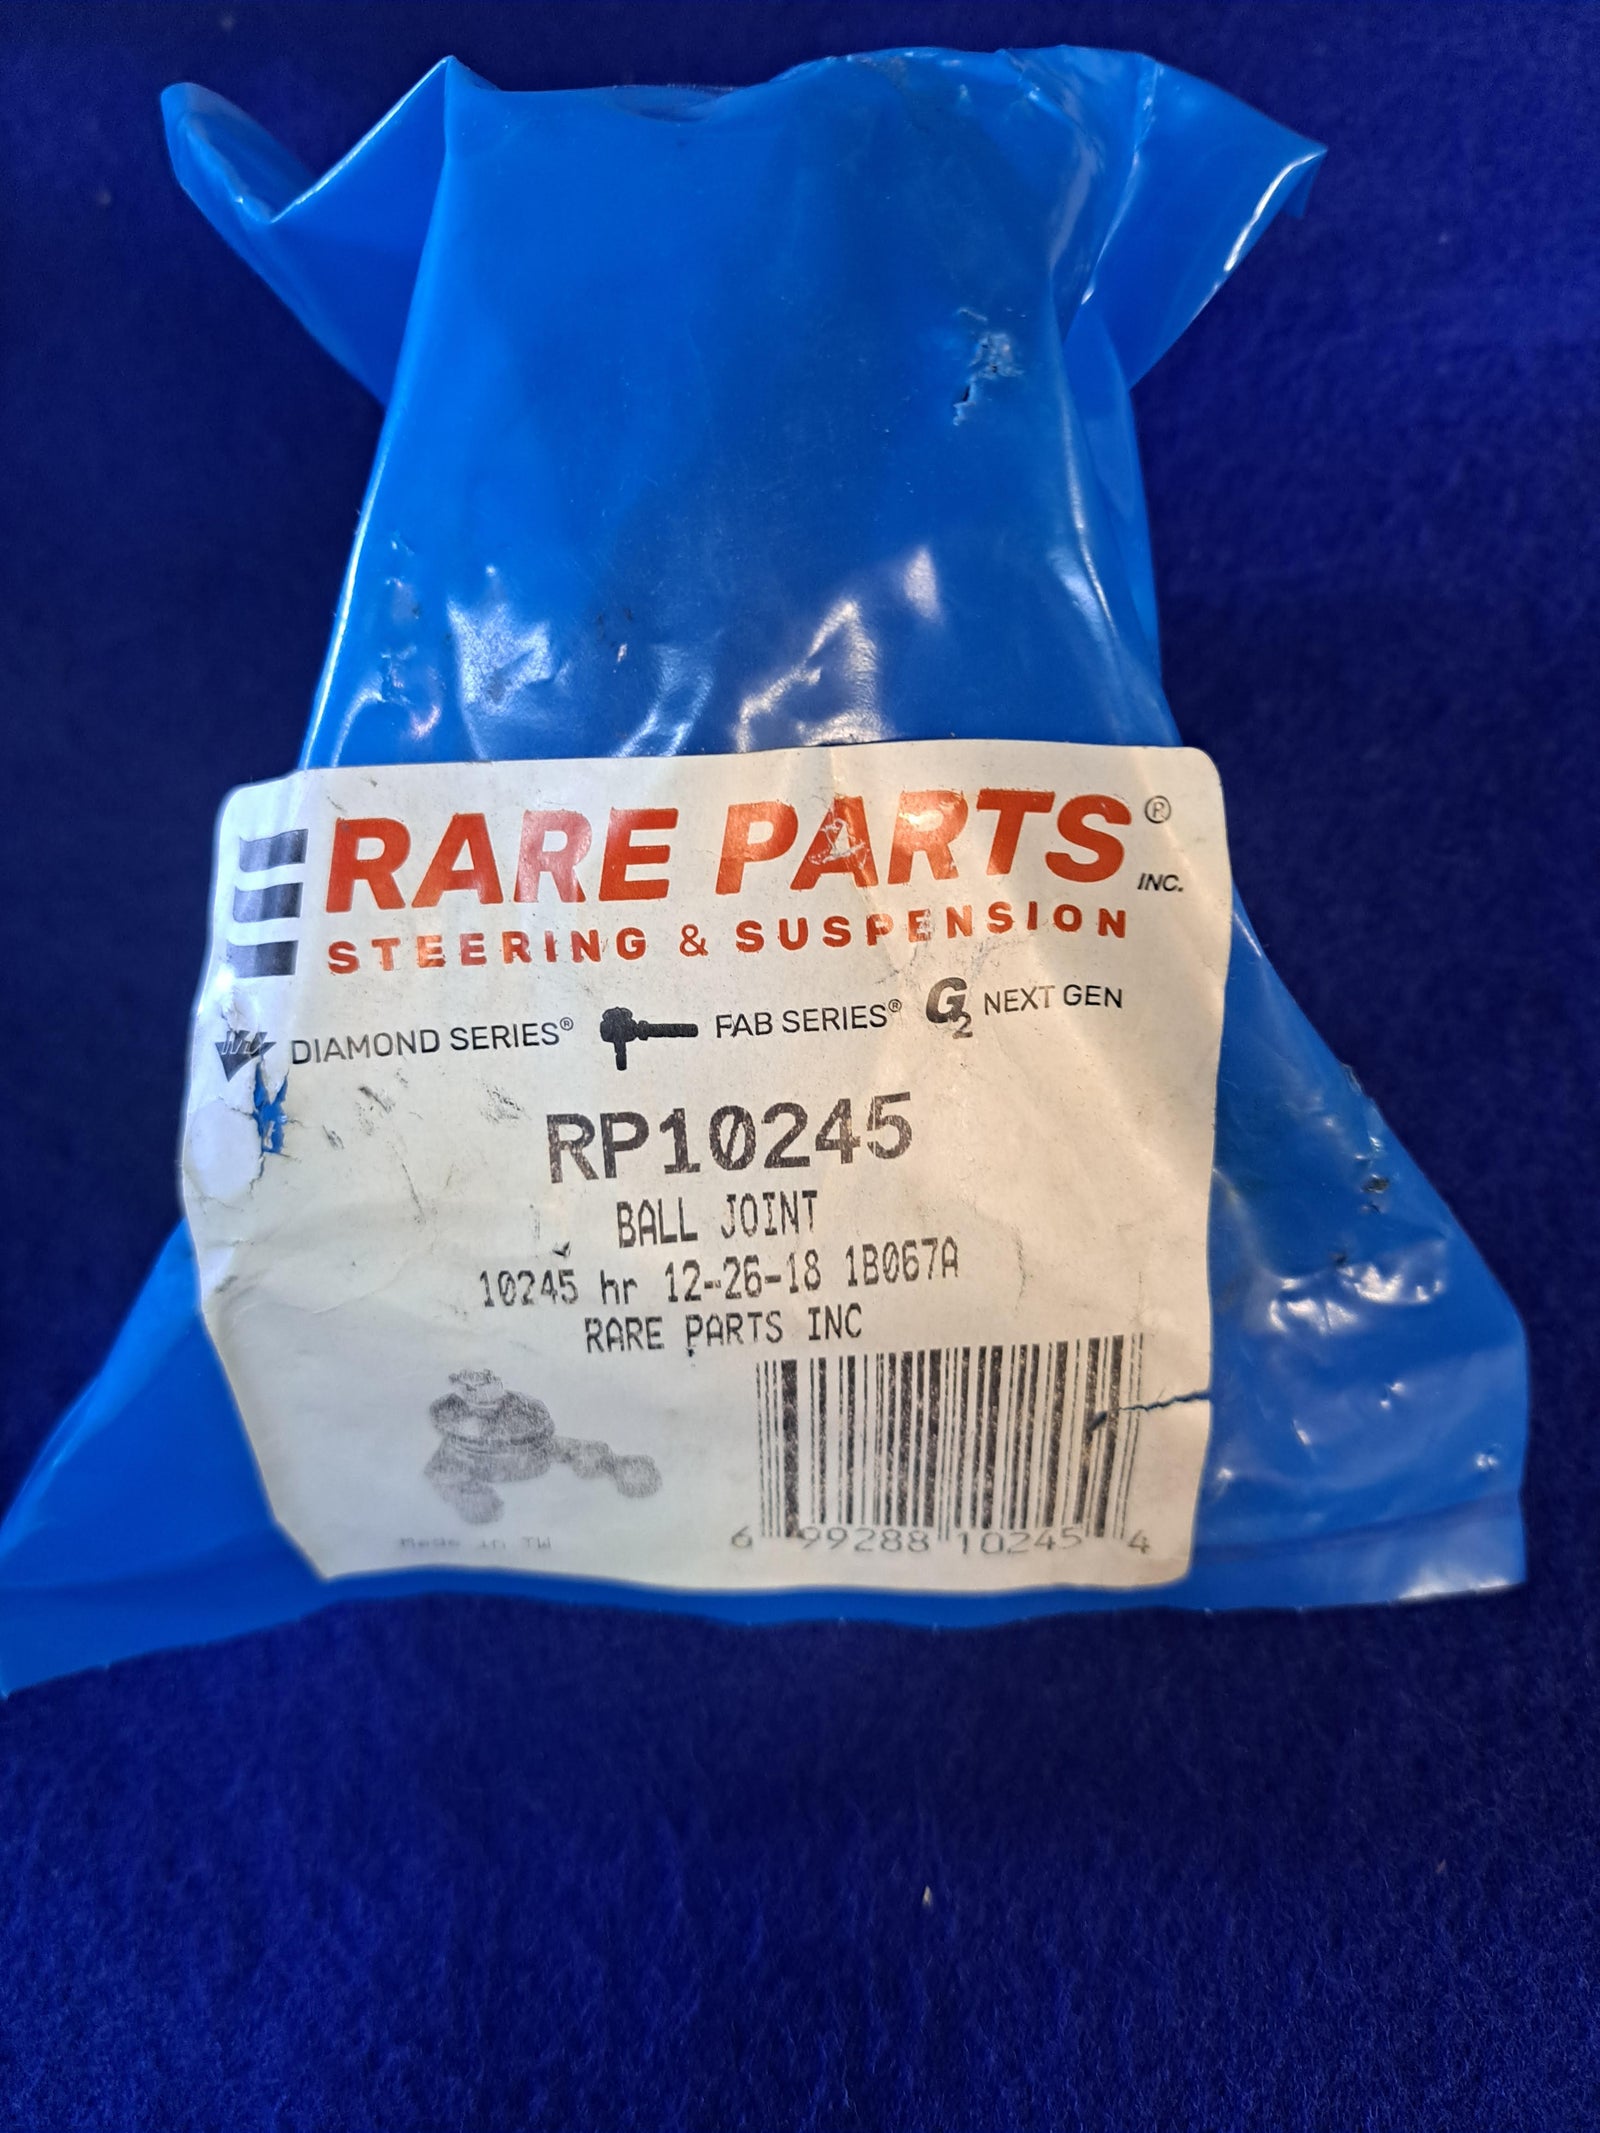 RARE PARTS® INC.
STEERING & SUSPENSION
DIAMOND SERIES® FAB SERIES® G2 NEXT GEN
RP10245
BALL JOINT
10245 hr 12-26-18 1B067A
RARE PARTS INC
Made in TW
6 99288 10245 4